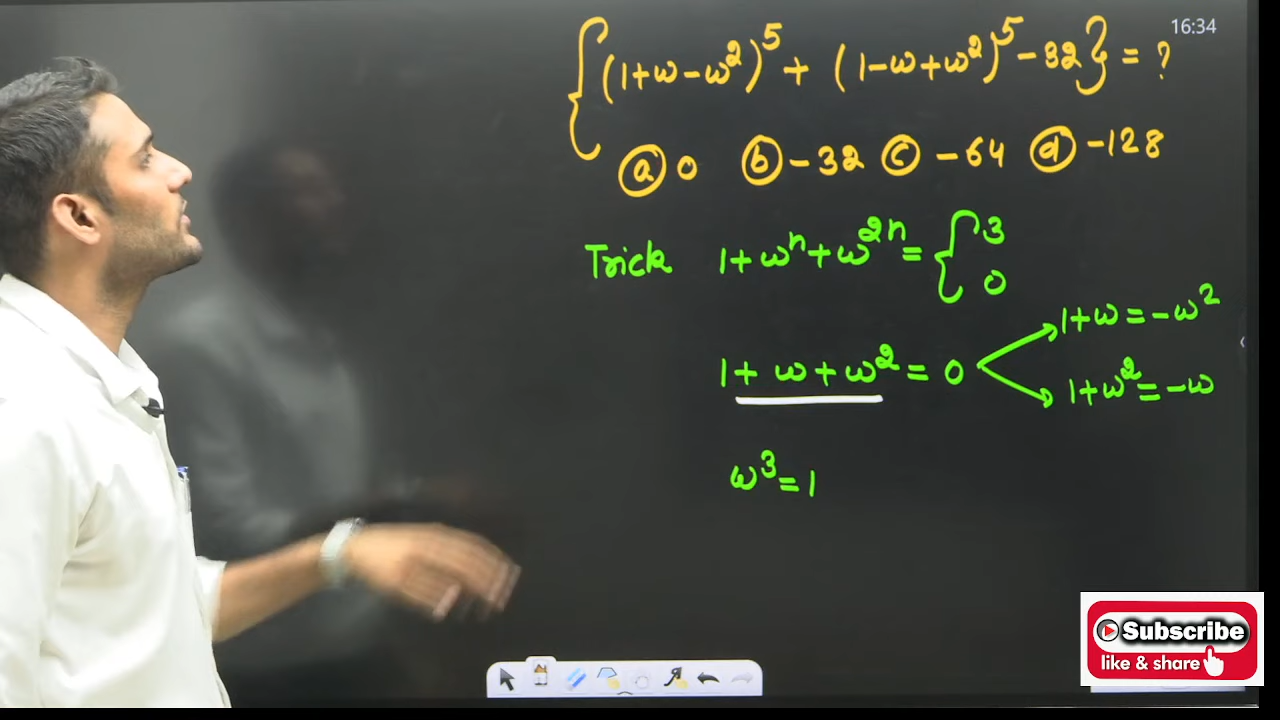 16:34
{(1+ω-ω²)⁵ + (1-ω+ω²)⁵ -32} = ?
ⓐ 0 ⓑ -32 ⓒ -64 ⓓ -128
Trick 1+ωⁿ+ω²ⁿ = { 3
0
1+ω = -ω²
1+ω+ω² = 0
1+ω² = -ω
ω³ = 1
Subscribe
like & share